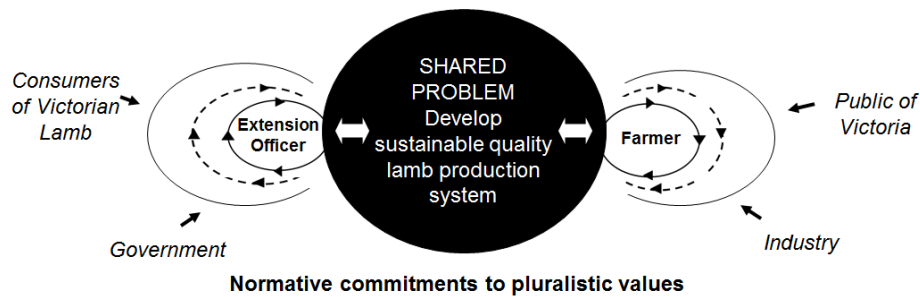 Consumers
of Victorian
Lamb
Extension
Officer
Government
SHARED
PROBLEM
Develop
sustainable quality
lamb production
system
Farmer
Public of
Victoria
Industry
Normative commitments to pluralistic values